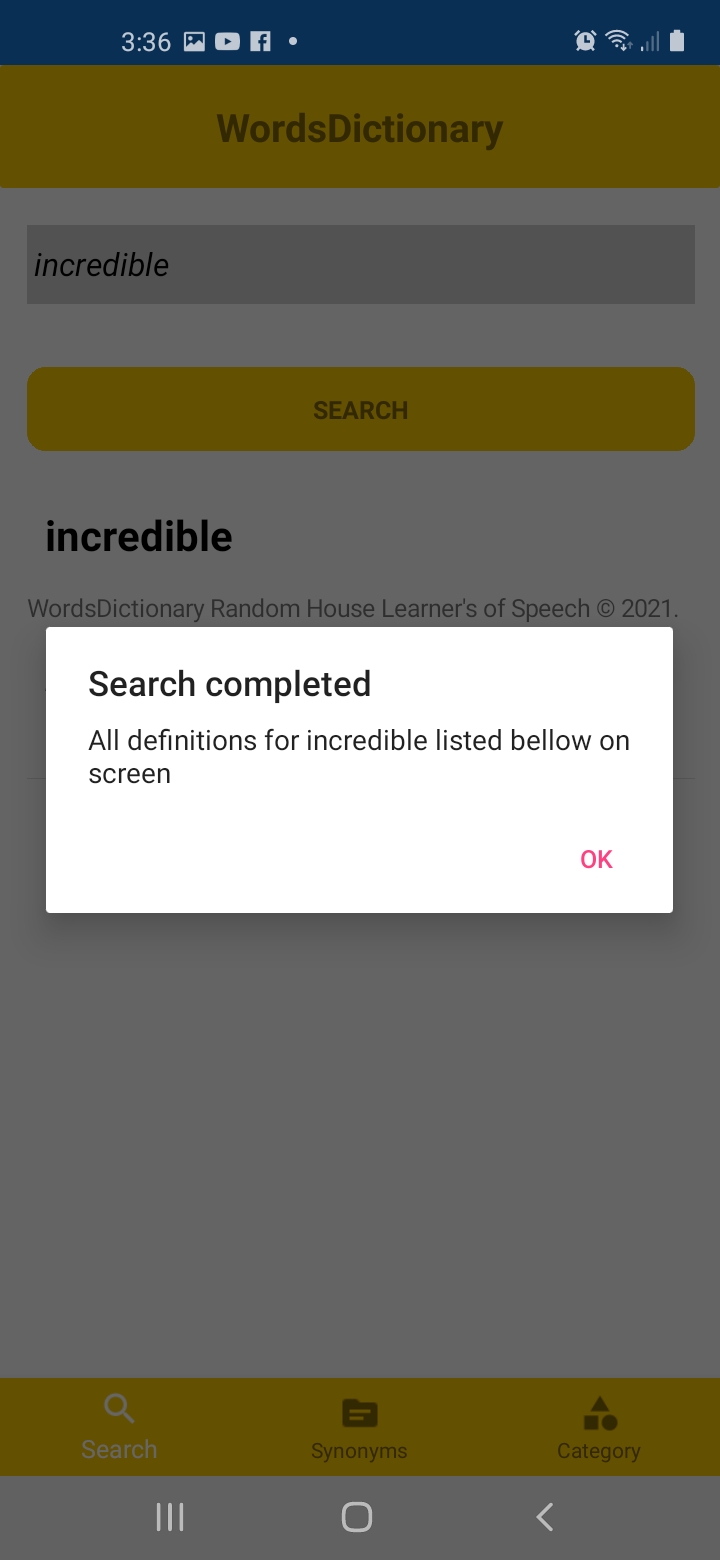 3:36
WordsDictionary
incredible
SEARCH
incredible
WordsDictionary Random House Learner's of Speech © 2021.
Search completed
All definitions for incredible listed bellow on
screen
OK
Search
Synonyms
Category